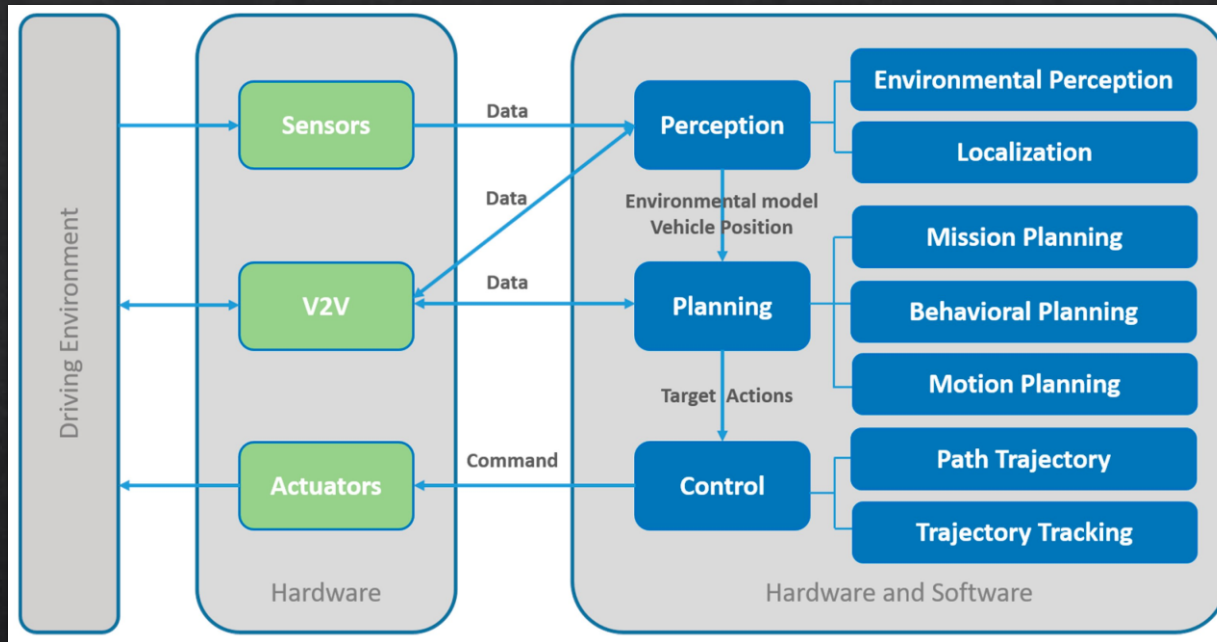 Driving Environment
Sensors
V2V
Actuators
Hardware
Data
Data
Data
Command
Perception
Environmental model
Vehicle Position
Planning
Target Actions
Control
Environmental Perception
Localization
Mission Planning
Behavioral Planning
Motion Planning
Path Trajectory
Trajectory Tracking
Hardware and Software